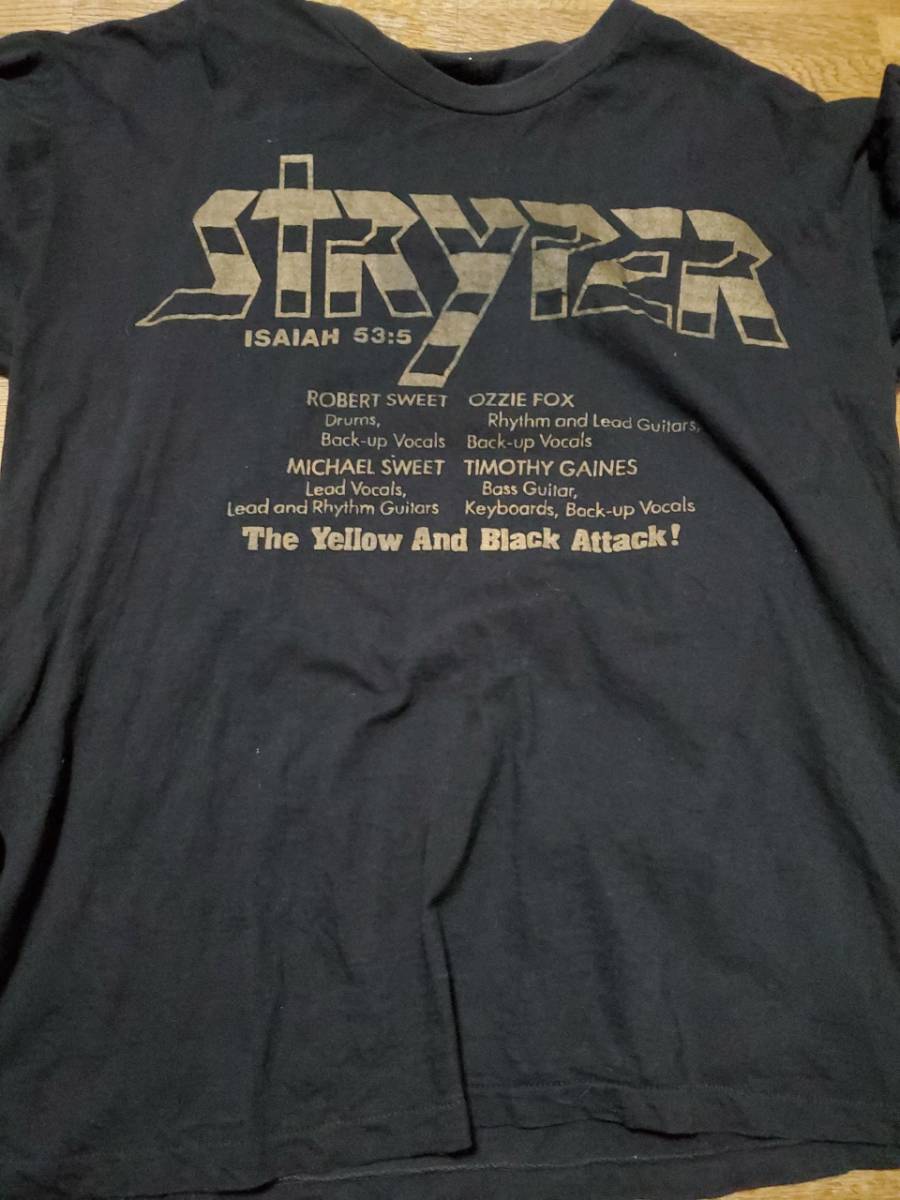 STRYPER
ISAIAH 53:5
ROBERT SWEET OZZIE FOX
Drums, Rhythm and Lead Guitars,
Back-up Vocals Back-up Vocals
MICHAEL SWEET TIMOTHY GAINES
Lead Vocals, Bass Guitar,
Lead and Rhythm Guitars Keyboards, Back-up Vocals
The Yellow And Black Attack!